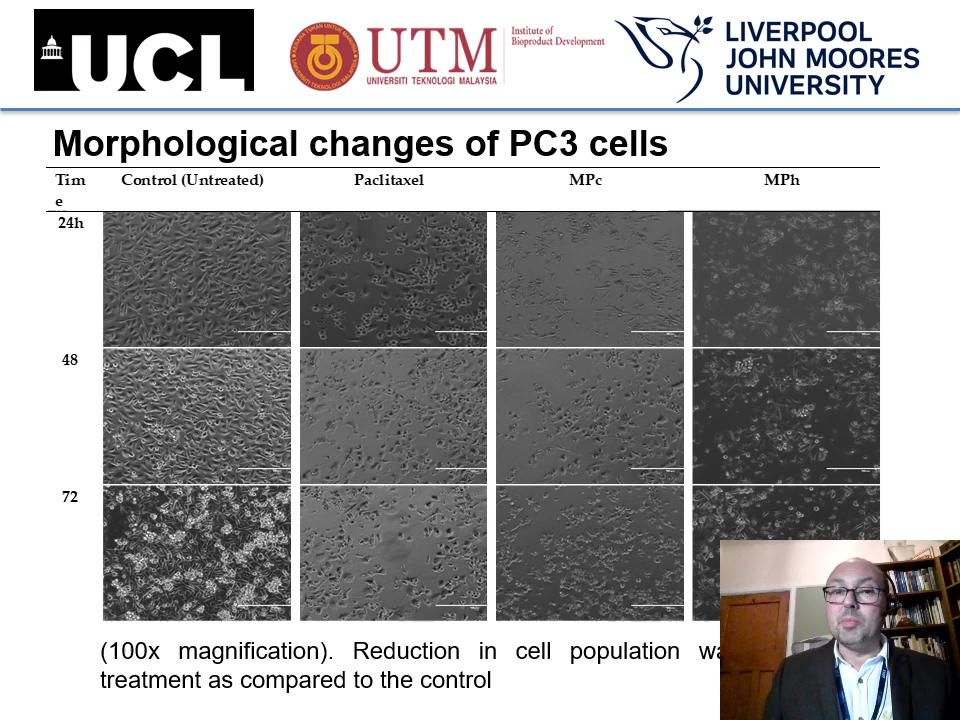 UCL
UTM
UNIVERSITI TEKNOLOGI MALAYSIA
Institute of
Bioproduct Development
LIVERPOOL
JOHN MOORES
UNIVERSITY
Morphological changes of PC3 cells
Tim
e
Control (Untreated) Paclitaxel MPc MPh
24h
48
72
(100x magnification). Reduction in cell population
treatment as compared to the control